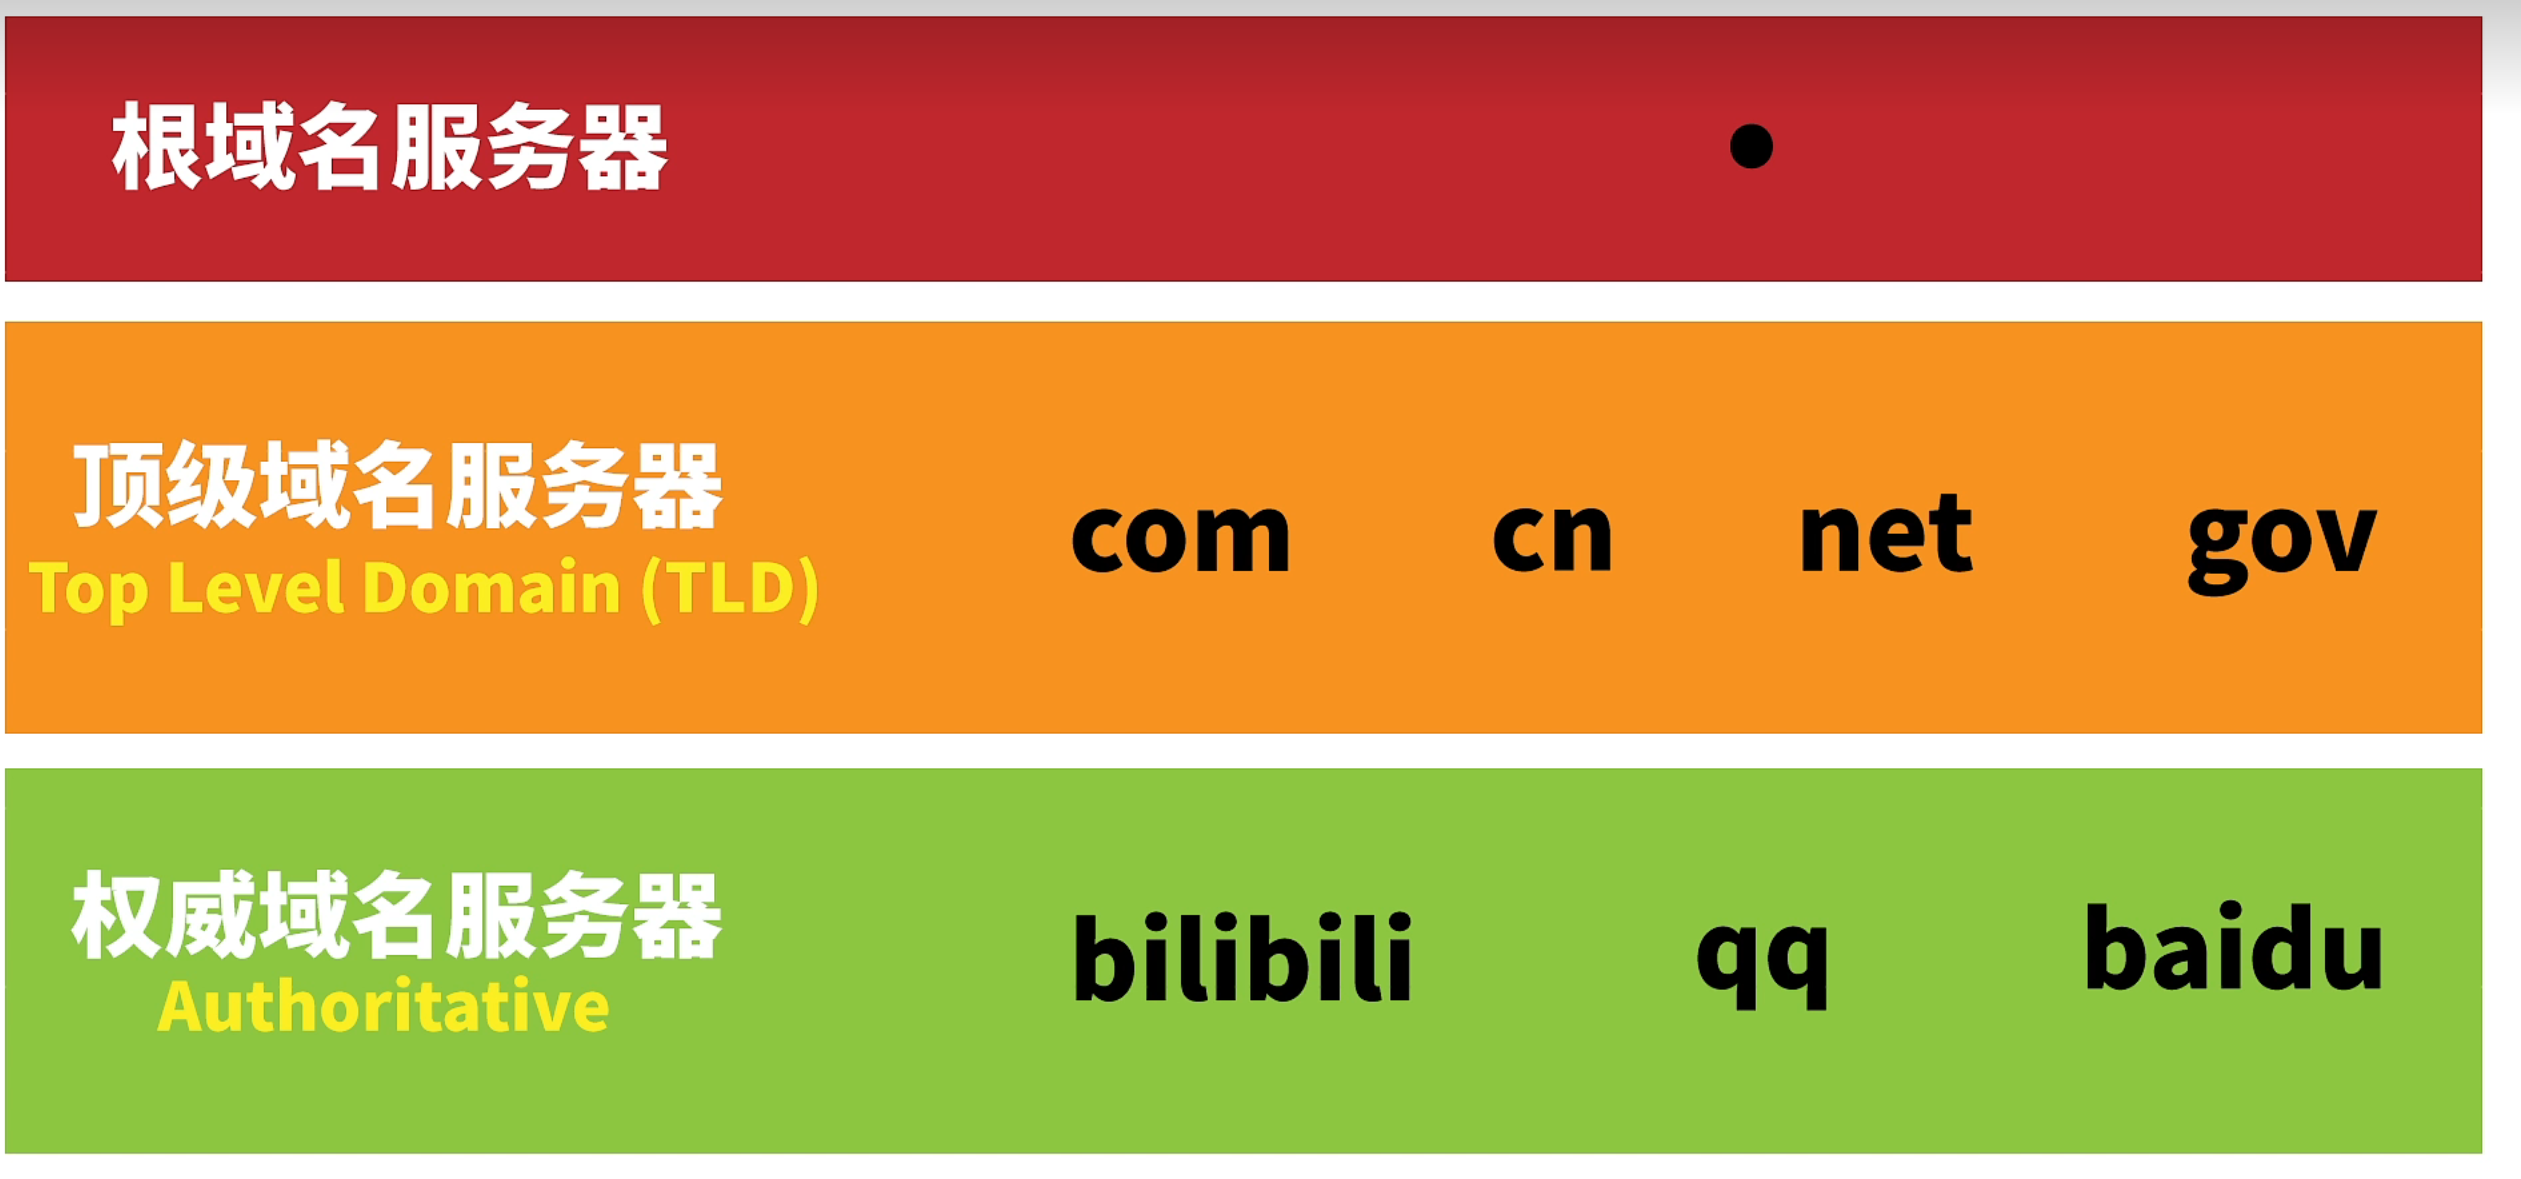 根域名服务器 .
顶级域名服务器
Top Level Domain (TLD)
com cn net gov
权威域名服务器
Authoritative
bilibili qq baidu